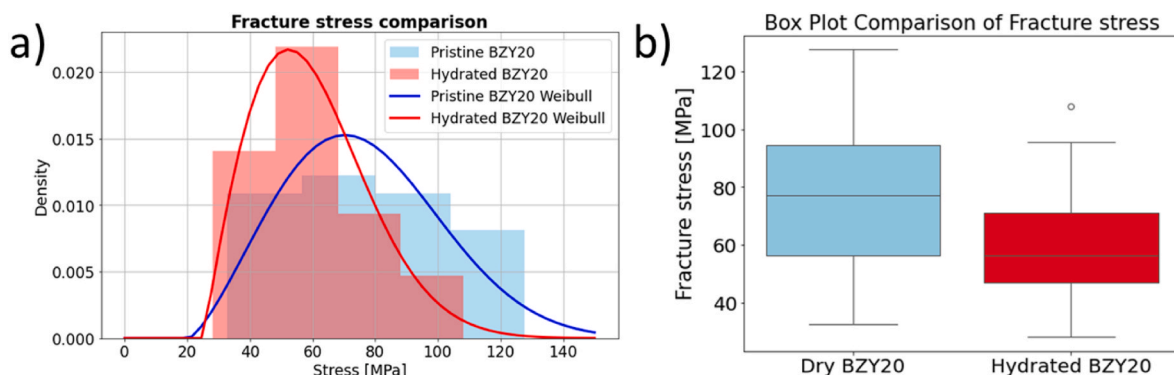 a)
Fracture stress comparison
Pristine BZY20
Hydrated BZY20
Pristine BZY20 Weibull
Hydrated BZY20 Weibull
Density
0.020
0.015
0.010
0.005
0.000
0 20 40 60 80 100 120 140
Stress [MPa]
b)
Box Plot Comparison of Fracture stress
Fracture stress [MPa]
120
100
80
60
40
Dry BZY20 Hydrated BZY20